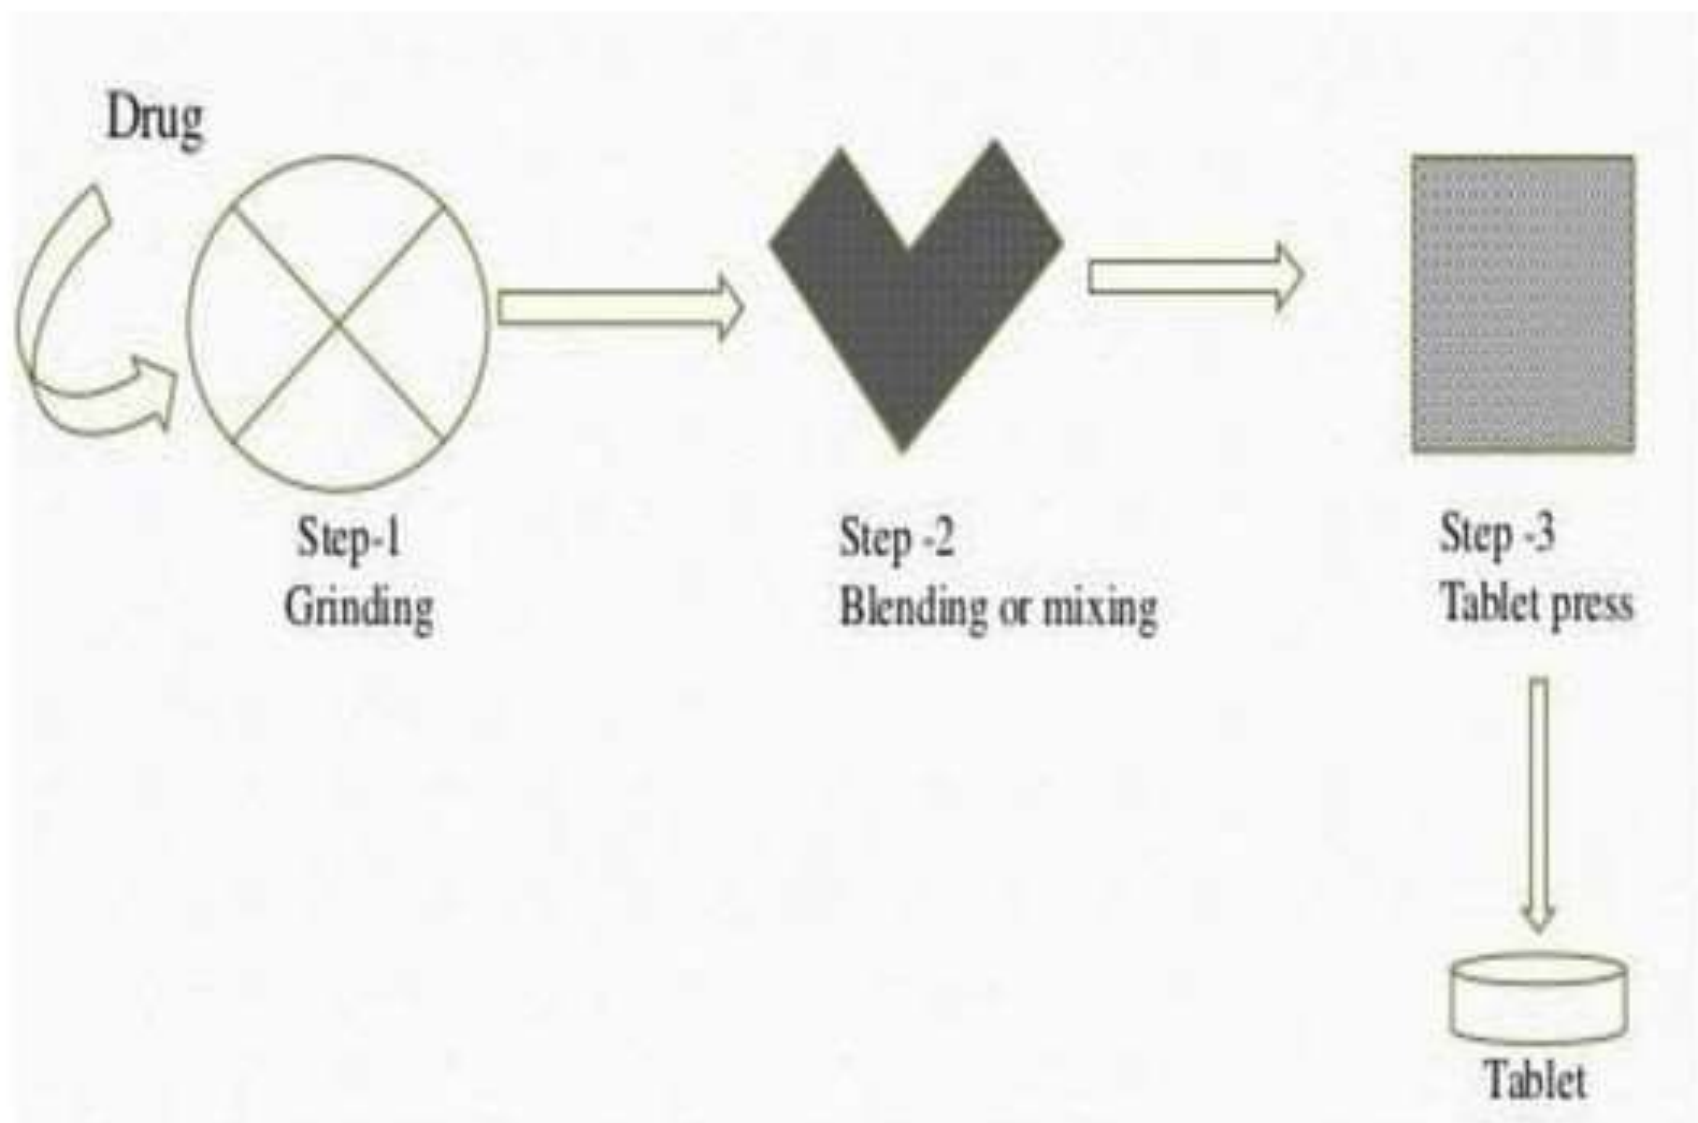 Drug
Step-1
Grinding
Step -2
Blending or mixing
Step -3
Tablet press
Tablet